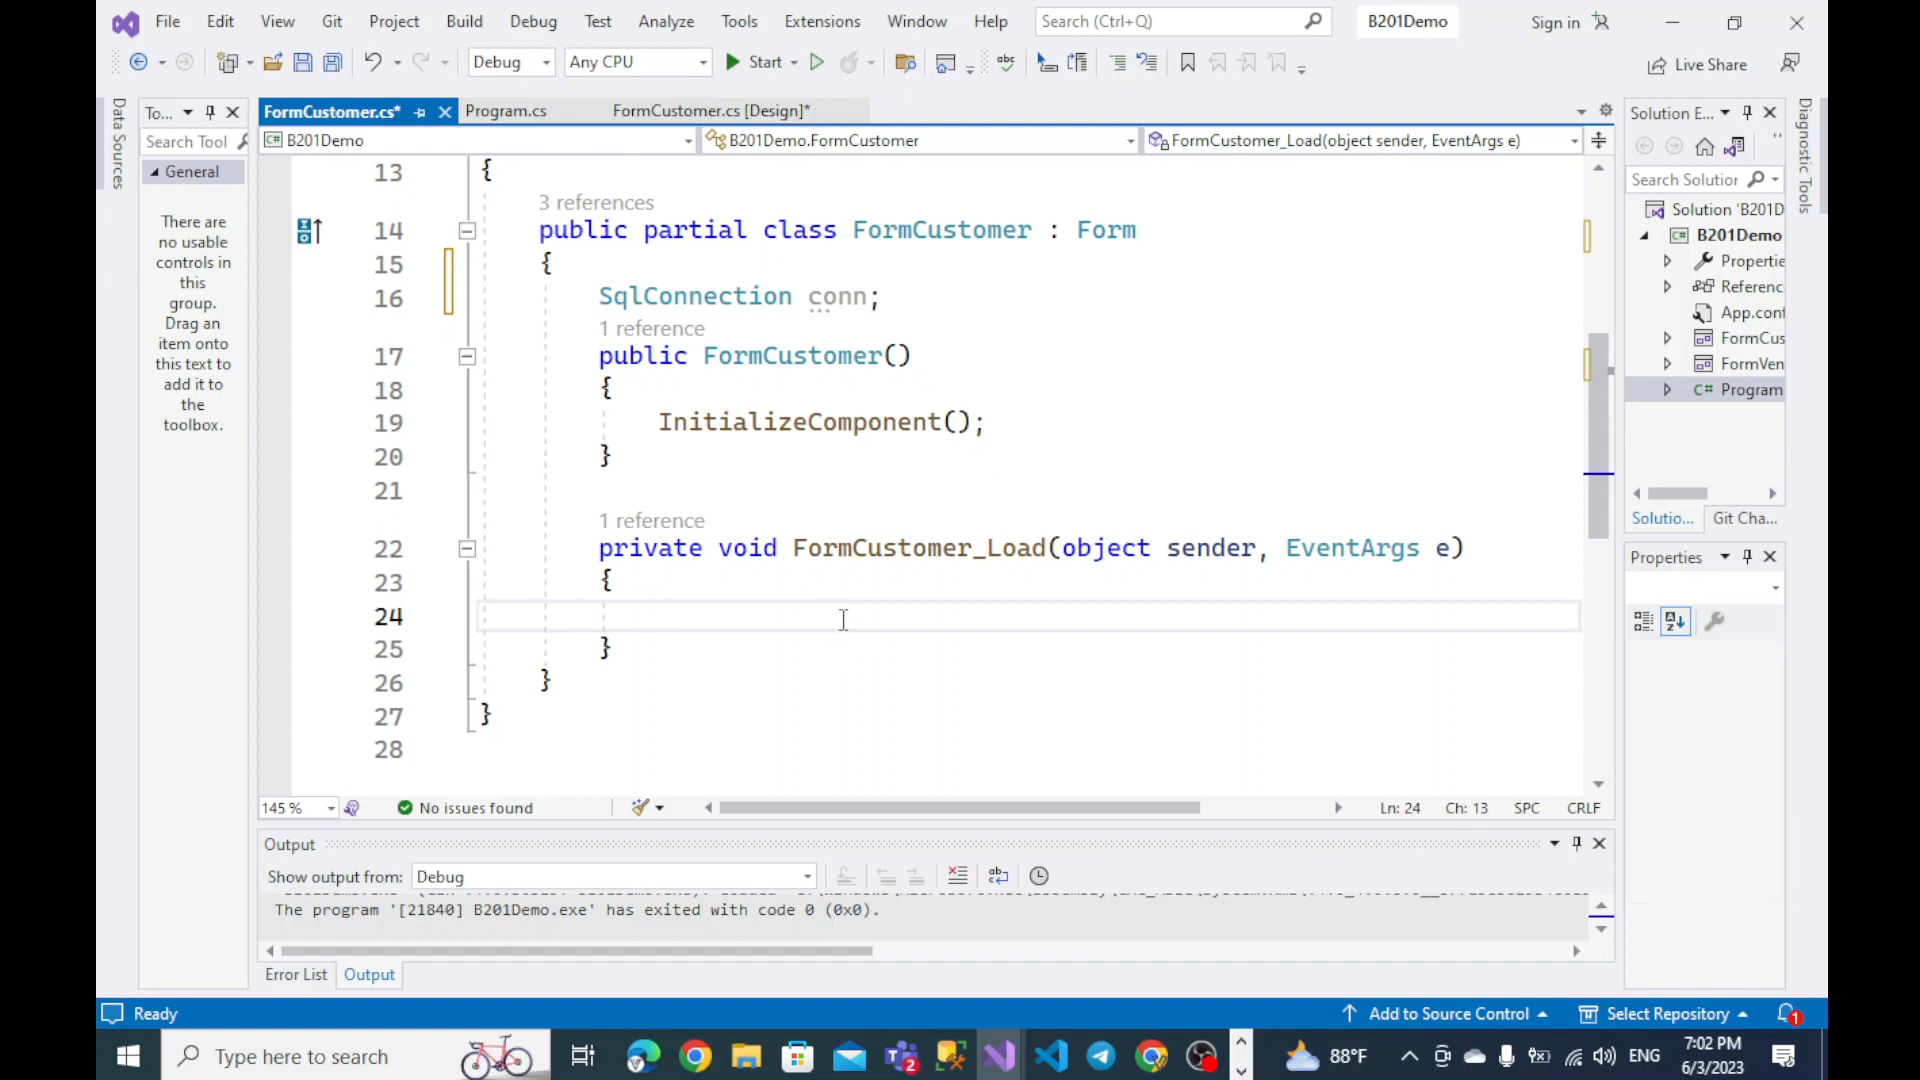 File Edit View Git Project Build Debug Test Analyze Tools Extensions Window Help Search (Ctrl+Q) B201Demo Sign in
Debug Any CPU Start Live Share
Data Sources
To...
Search Tool
General
There are
no usable
controls in
this
group.
Drag an
item onto
this text to
add it to
the
toolbox.
FormCustomer.cs* Program.cs FormCustomer.cs [Design]*
C# B201Demo B201Demo.FormCustomer FormCustomer_Load(object sender, EventArgs e)
13 {
3 references
14 public partial class FormCustomer : Form
15 {
16 SqlConnection conn;
1 reference
17 public FormCustomer()
18 {
19 InitializeComponent();
20 }
21
1 reference
22 private void FormCustomer_Load(object sender, EventArgs e)
23 {
24
25 }
26 }
27 }
28
145 % No issues found Ln: 24 Ch: 13 SPC CRLF
Output
Show output from: Debug
The program '[21840] B201Demo.exe' has exited with code 0 (0x0).
Error List Output
Solution E...
Search Solution
Solution 'B201D
C# B201Demo
Propertie
Referenc
App.conf
FormCus
FormVen
C# Program
Solutio... Git Cha...
Properties
Diagnostic Tools
Ready Add to Source Control Select Repository 1
Type here to search 2 88°F ENG 7:02 PM
6/3/2023